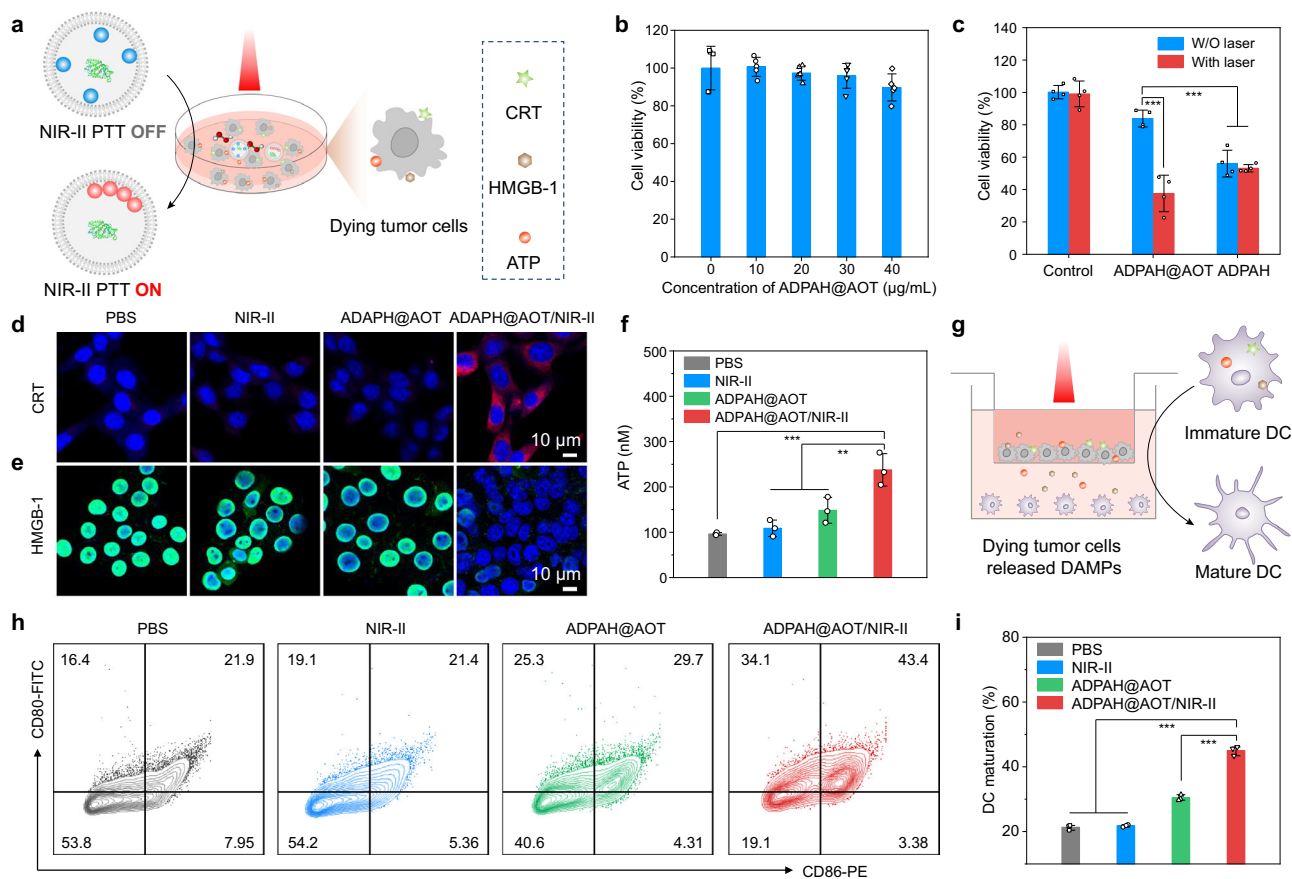 a
NIR-II PTT OFF
NIR-II PTT ON
Dying tumor cells
CRT
HMGB-1
ATP
b
Cell viability (%)
120
100
80
60
40
20
0
0 10 20 30 40
Concentration of ADPAH@AOT (μg/mL)
c
Cell viability (%)
140
120
100
80
60
40
20
0
W/O laser
With laser
***
***
Control ADPAH@AOT ADPAH
d
PBS NIR-II ADAPH@AOT ADAPH@AOT/NIR-II
CRT
10 μm
e
HMGB-1
10 μm
f
ATP (nM)
500
400
300
200
100
0
PBS
NIR-II
ADPAH@AOT
ADPAH@AOT/NIR-II
***
**
g
Immature DC
Mature DC
Dying tumor cells
released DAMPs
h
PBS NIR-II ADPAH@AOT ADPAH@AOT/NIR-II
CD80-FITC
16.4 21.9 19.1 21.4 25.3 29.7 34.1 43.4
53.8 7.95 54.2 5.36 40.6 4.31 19.1 3.38
CD86-PE
i
DC maturation (%)
80
60
40
20
PBS
NIR-II
ADPAH@AOT
ADPAH@AOT/NIR-II
***
***